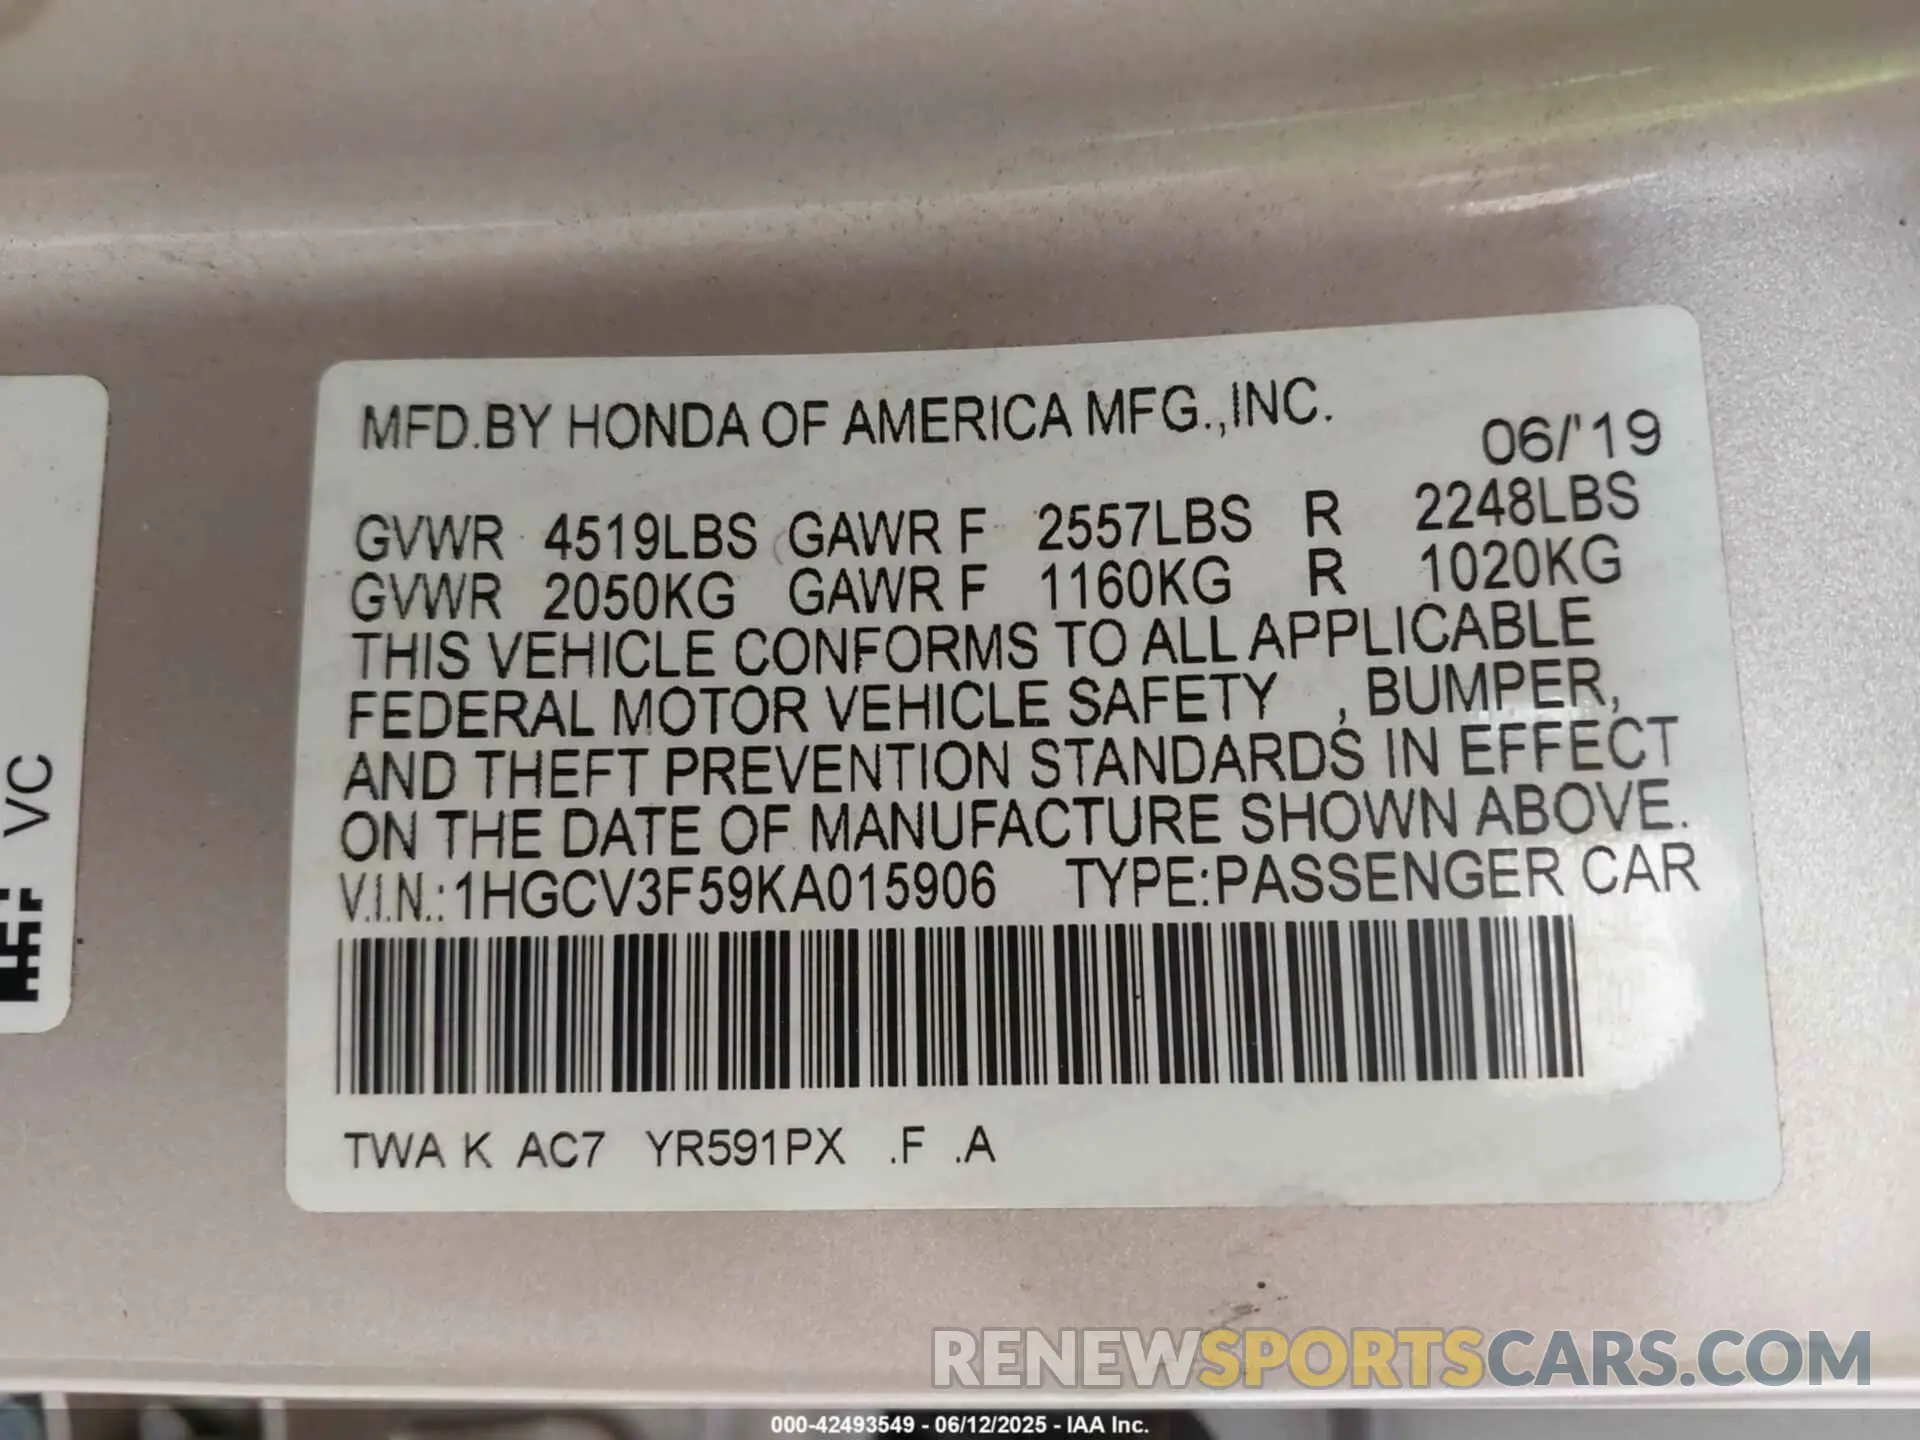 MFD.BY HONDA OF AMERICA MFG.,INC.
06/'19
GVWR 4519LBS GAWR F 2557LBS R 2248LBS
GVWR 2050KG GAWR F 1160KG R 1020KG
THIS VEHICLE CONFORMS TO ALL APPLICABLE
FEDERAL MOTOR VEHICLE SAFETY , BUMPER,
AND THEFT PREVENTION STANDARDS IN EFFECT
ON THE DATE OF MANUFACTURE SHOWN ABOVE.
V.I.N.:1HGCV3F59KA015906 TYPE:PASSENGER CAR
TWA K AC7 YR591PX .F .A
VC
RENEWSPORTSCARS.COM
000-42493549 - 06/12/2025 - IAA Inc.